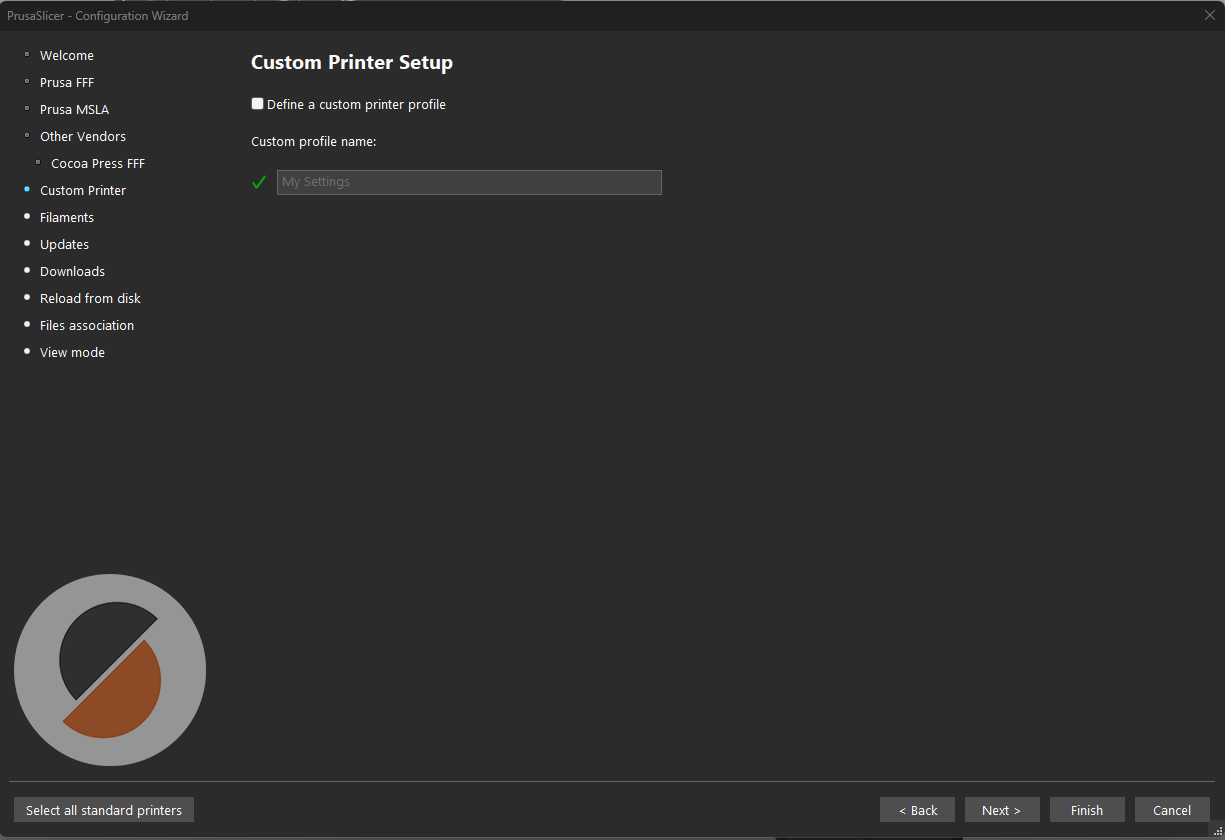 PrusaSlicer - Configuration Wizard
Welcome
Prusa FFF
Prusa MSLA
Other Vendors
Cocoa Press FFF
Custom Printer
Filaments
Updates
Downloads
Reload from disk
Files association
View mode
Custom Printer Setup
Define a custom printer profile
Custom profile name:
My Settings
Select all standard printers
< Back
Next >
Finish
Cancel